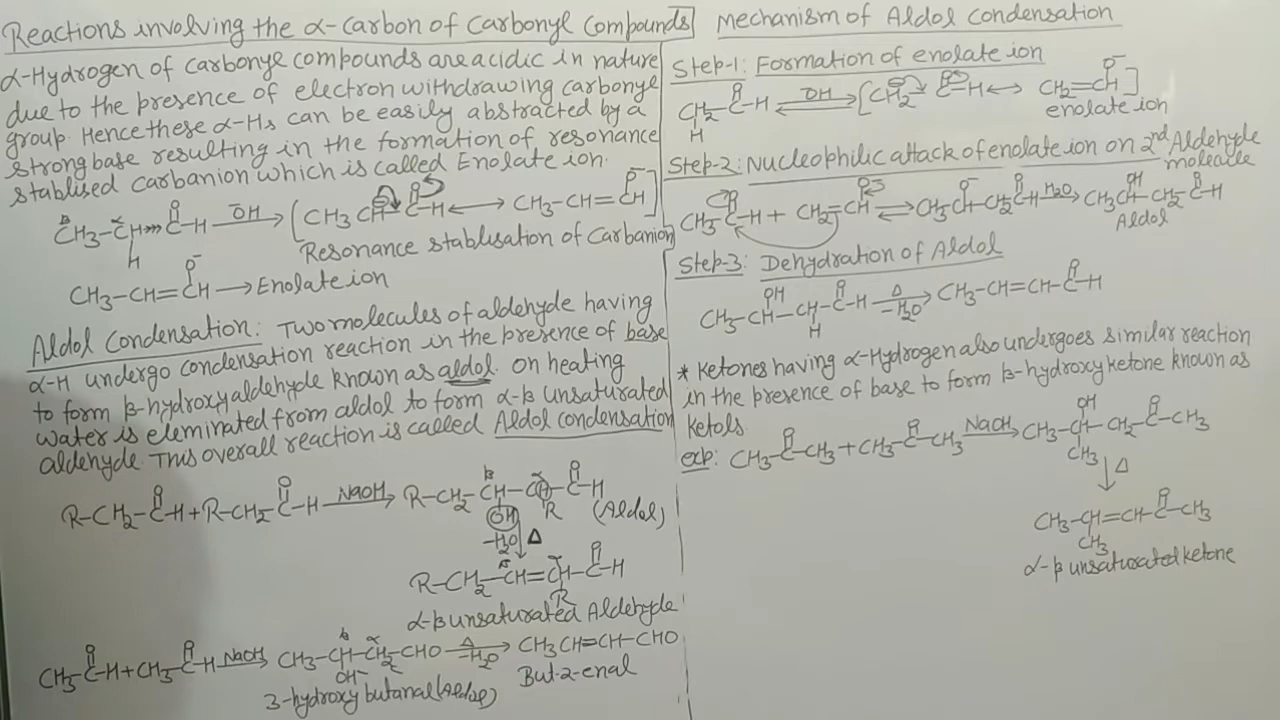 Reactions involving the α-Carbon of Carbonyl Compounds
α-Hydrogen of carbonyl compounds are acidic in nature
due to the presence of electron withdrawing carbonyl
group. Hence these α-Hs can be easily abstracted by a
strong base resulting in the formation of resonance
stablised carbanion which is called Enolate ion.
β CH3-α CH-C(=O)-H —ŌH→ [CH3 CH-C(=O)-H ⟷ CH3-CH=C(O-)H]
H
Resonance stablisation of Carbanion
CH3-CH=C(O-)H → Enolate ion
Aldol Condensation: Two molecules of aldehyde having
α-H undergo condensation reaction in the presence of base
to form β-hydroxyaldehyde known as aldol. on heating
water is eleminated from aldol to form α-β unsaturated
aldehyde. This overall reaction is called Aldol condensation
R-CH2-C(=O)-H + R-CH2-C(=O)-H —NaOH→ R-CH2-CH(OH)-CH(R)-C(=O)-H (Aldol)
-H2O ↓ Δ
R-CH2-CH=C(R)H-C(=O)-H
α-β unsaturated Aldehyde
CH3-C(=O)-H + CH3-C(=O)-H —NaOH→ CH3-CH(OH)-CH2-CHO —Δ -H2O→ CH3CH=CH-CHO
3-hydroxy butanal (Aldol) But-2-enal
Mechanism of Aldol condensation
Step-1: Formation of enolate ion
CH2-C(=O)-H ⇌ ŌH [CH2-C(=O)-H ⟷ CH2=C(O-)H]
H
enolate ion
Step-2: Nucleophilic attack of enolate ion on 2nd Aldehyde
molecule
CH3-C(=O)-H + CH2=C(O-)H ⇌ CH3-CH(O-)-CH2-C(=O)-H —H2O→ CH3CH(OH)-CH2-C(=O)-H
Aldol
Step-3: Dehydration of Aldol
CH3-CH(OH)-CH-C(=O)-H —Δ -H2O→ CH3-CH=CH-C(=O)-H
H
* Ketones having α-Hydrogen also undergoes similar reaction
in the presence of base to form β-hydroxy ketone known as
Ketols
exp: CH3-C(=O)-CH3 + CH3-C(=O)-CH3 —NaOH→ CH3-CH(OH)-CH2-C(=O)-CH3
CH3 ↓ Δ
CH3-CH=CH-C(=O)-CH3
CH3
α-β unsaturated ketone